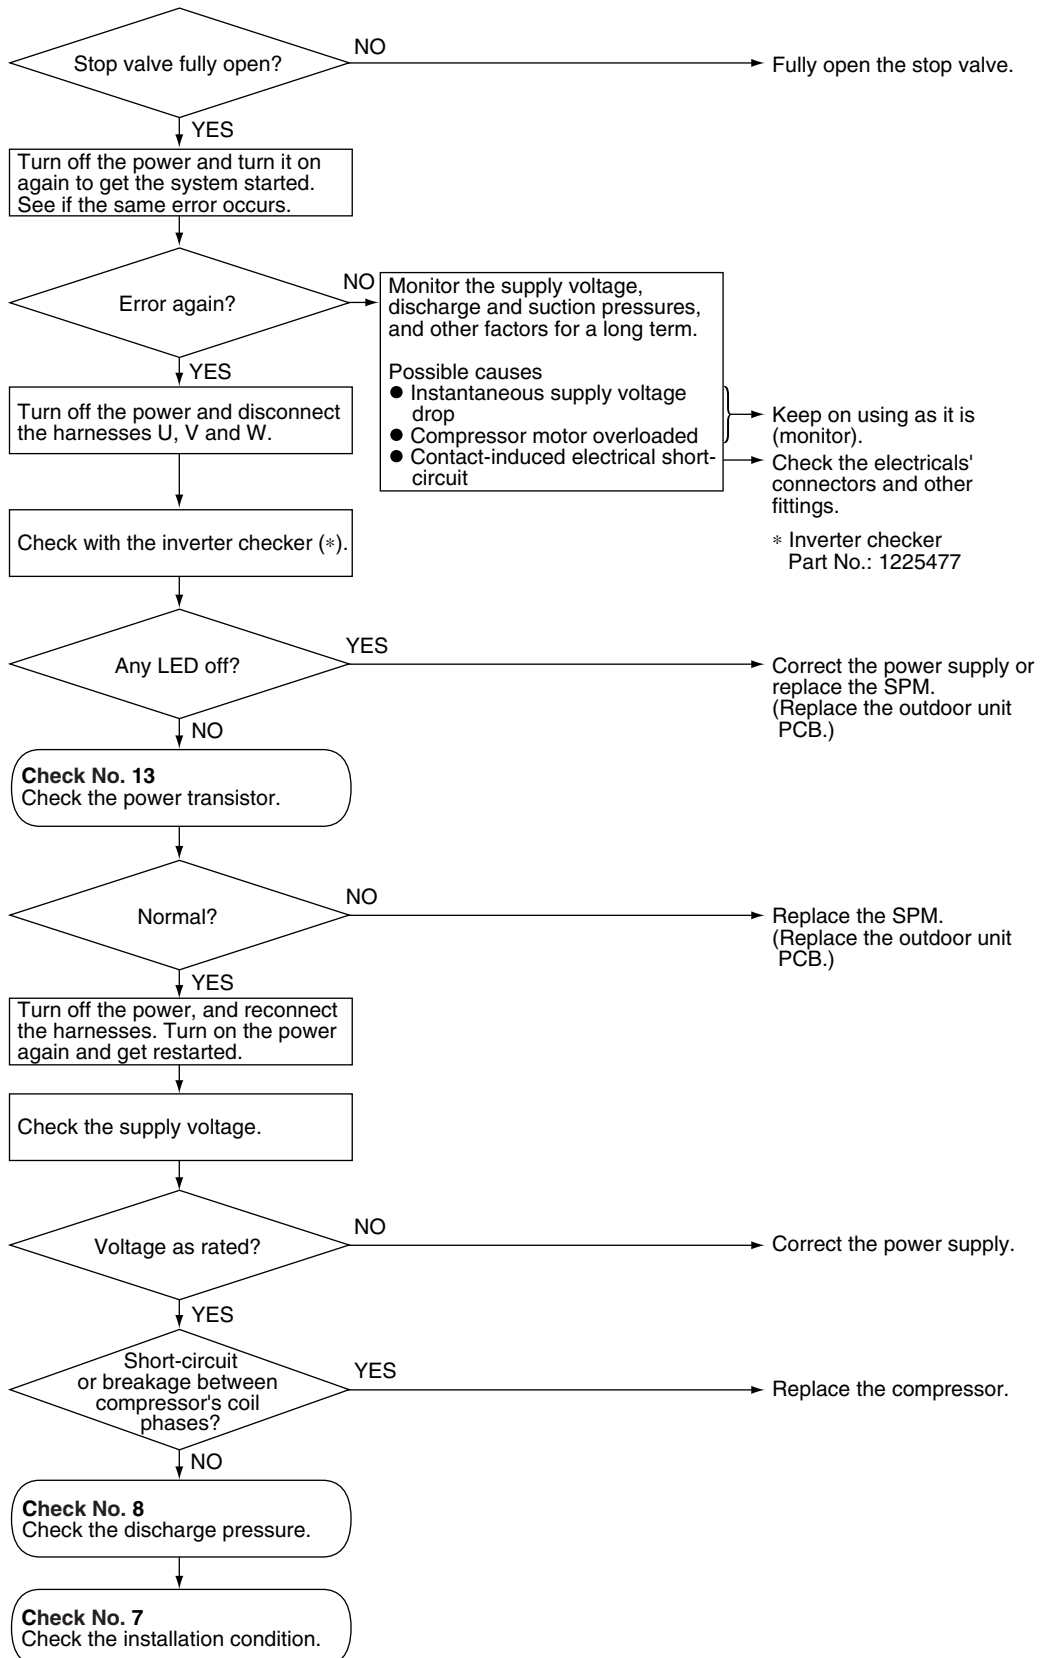 Stop valve fully open?
NO
Fully open the stop valve.
YES
Turn off the power and turn it on
again to get the system started.
See if the same error occurs.
Error again?
NO
Monitor the supply voltage,
discharge and suction pressures,
and other factors for a long term.
Possible causes
● Instantaneous supply voltage
drop
● Compressor motor overloaded
● Contact-induced electrical short-
circuit
Keep on using as it is
(monitor).
Check the electricals'
connectors and other
fittings.
* Inverter checker
Part No.: 1225477
YES
Turn off the power and disconnect
the harnesses U, V and W.
Check with the inverter checker (*).
Any LED off?
YES
Correct the power supply or
replace the SPM.
(Replace the outdoor unit
PCB.)
NO
Check No. 13
Check the power transistor.
Normal?
NO
Replace the SPM.
(Replace the outdoor unit
PCB.)
YES
Turn off the power, and reconnect
the harnesses. Turn on the power
again and get restarted.
Check the supply voltage.
Voltage as rated?
NO
Correct the power supply.
YES
Short-circuit
or breakage between
compressor's coil
phases?
YES
Replace the compressor.
NO
Check No. 8
Check the discharge pressure.
Check No. 7
Check the installation condition.